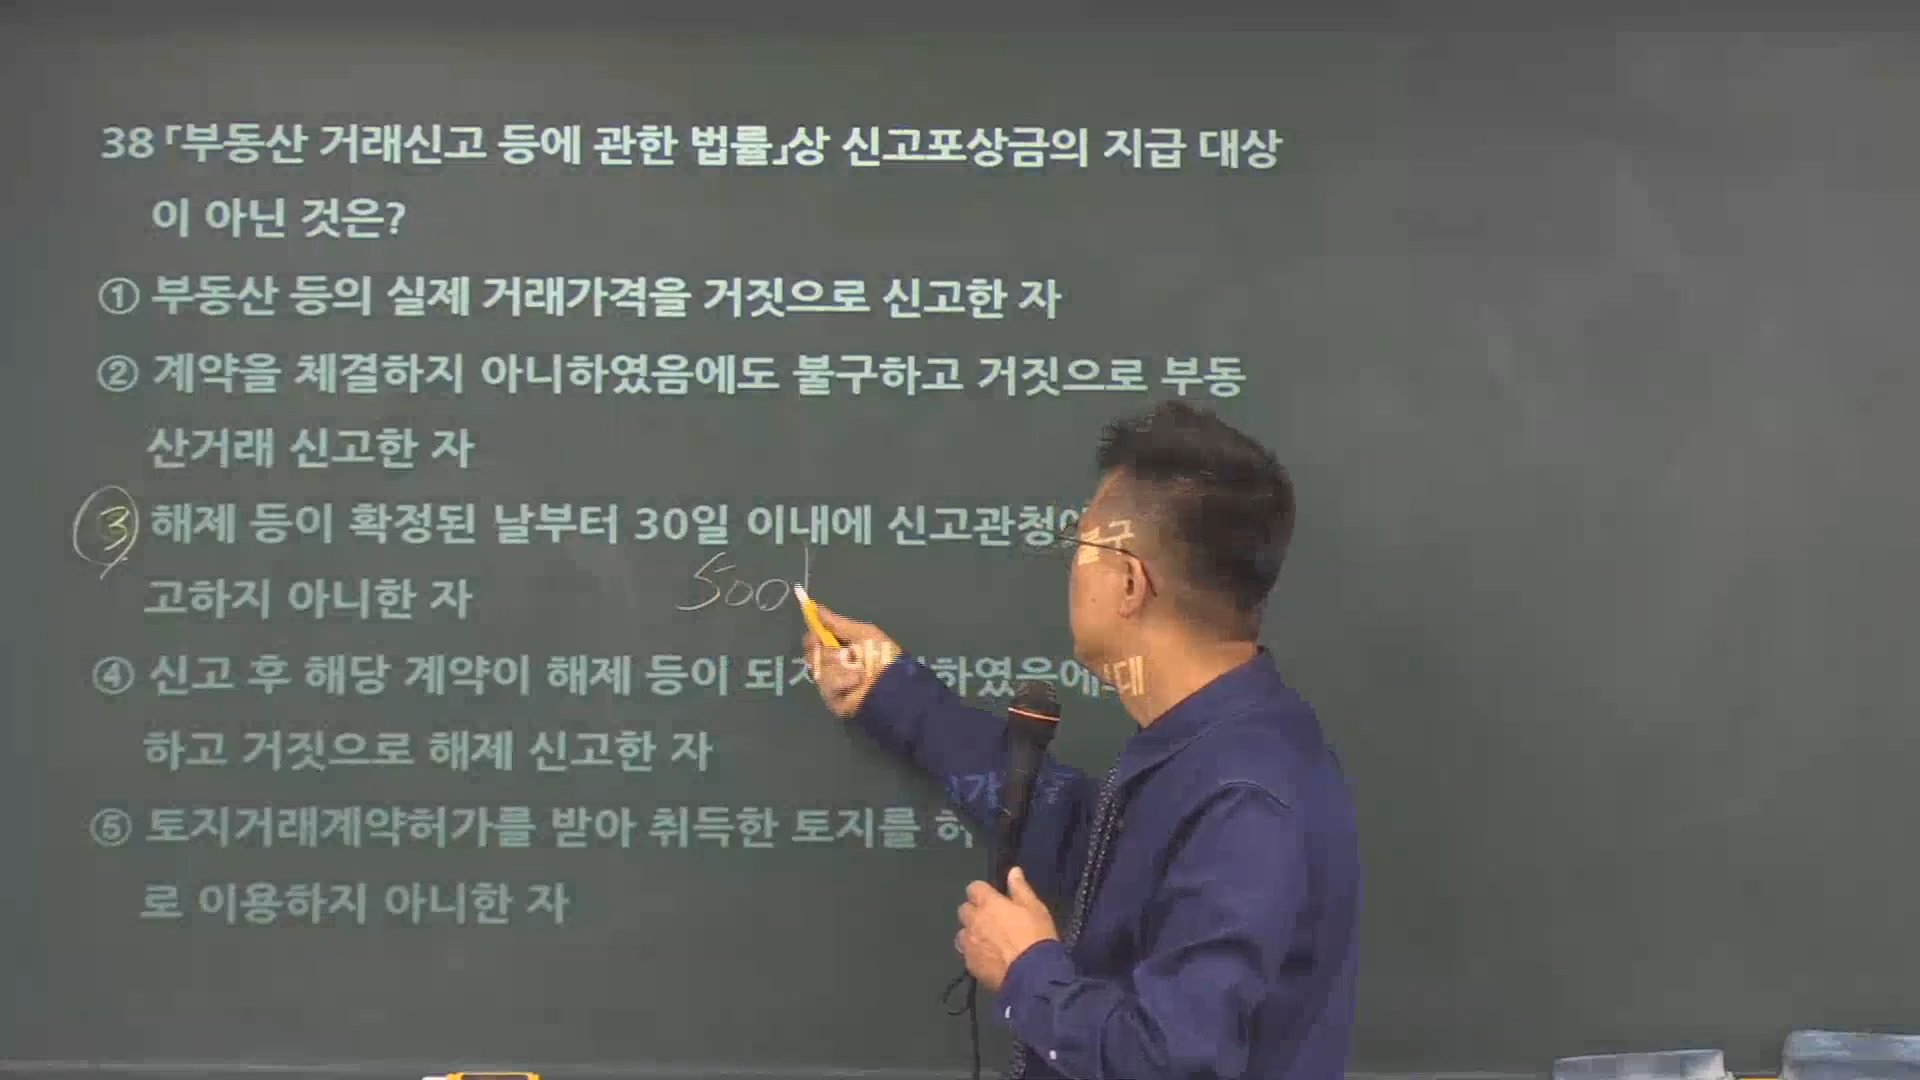 38 「부동산 거래신고 등에 관한 법률」상 신고포상금의 지급 대상
이 아닌 것은?
① 부동산 등의 실제 거래가격을 거짓으로 신고한 자
② 계약을 체결하지 아니하였음에도 불구하고 거짓으로 부동
산거래 신고한 자
③ 해제 등이 확정된 날부터 30일 이내에 신고관청에
고하지 아니한 자
500
④ 신고 후 해당 계약이 해제 등이 되지 하였음에
하고 거짓으로 해제 신고한 자
⑤ 토지거래계약허가를 받아 취득한 토지를 허
로 이용하지 아니한 자